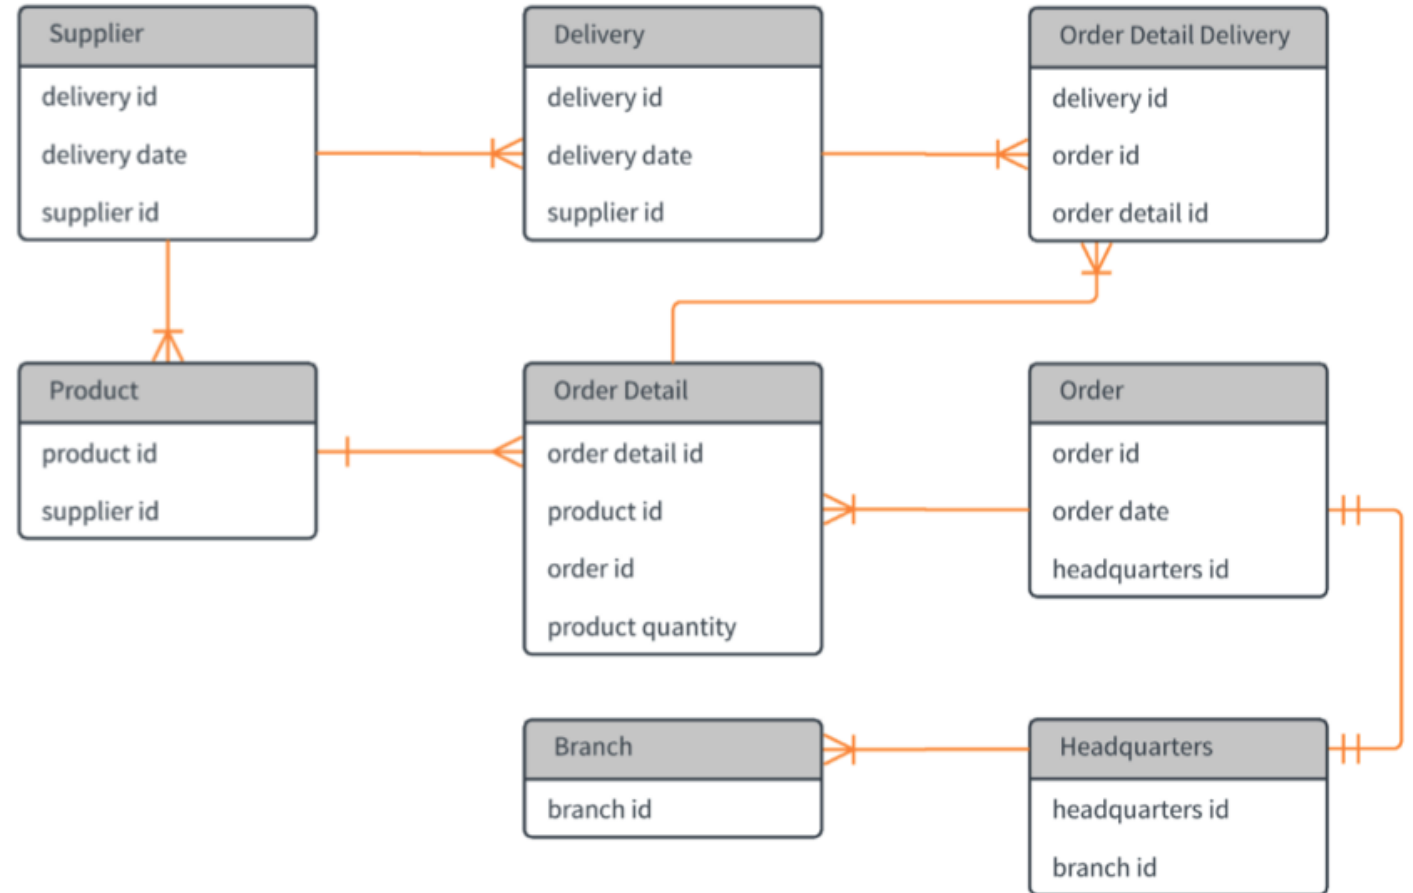 Supplier
delivery id
delivery date
supplier id
Delivery
delivery id
delivery date
supplier id
Order Detail Delivery
delivery id
order id
order detail id
Product
product id
supplier id
Order Detail
order detail id
product id
order id
product quantity
Order
order id
order date
headquarters id
Branch
branch id
Headquarters
headquarters id
branch id